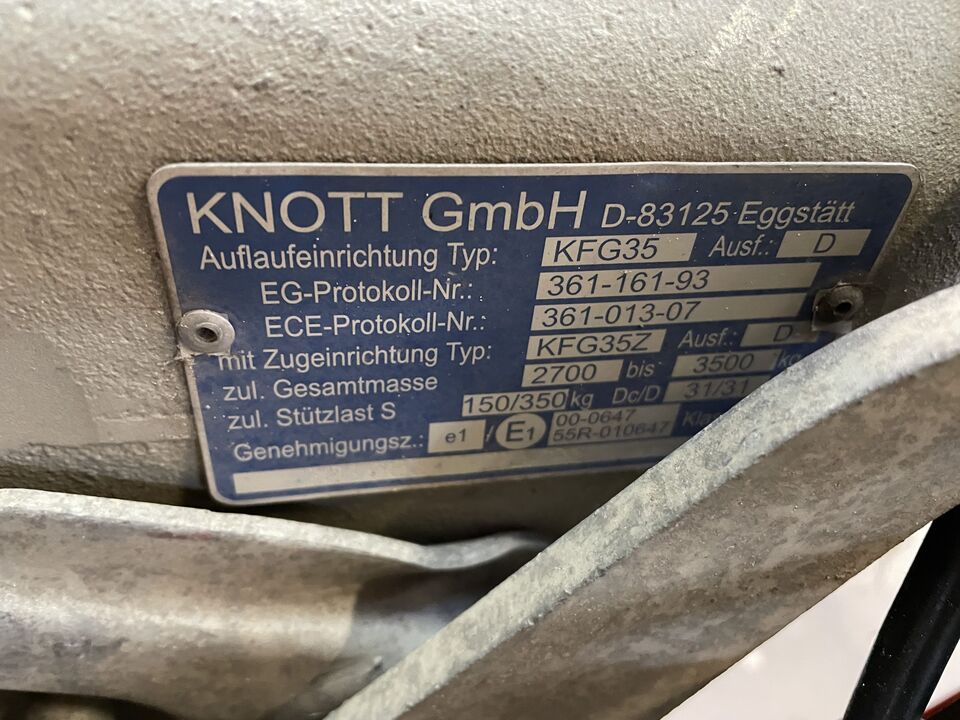 KNOTT GmbH D-83125 Eggstätt
Auflaufeinrichtung Typ: KFG35 Ausf.: D
EG-Protokoll-Nr.: 361-161-93
ECE-Protokoll-Nr.: 361-013-07
mit Zugeinrichtung Typ: KFG35Z Ausf.: D
zul. Gesamtmasse 2700 bis 3500 kg
zul. Stützlast S 150/350 kg Dc/D 31/31
Genehmigungsz.: e1 / E1 00-0647
55R-010647